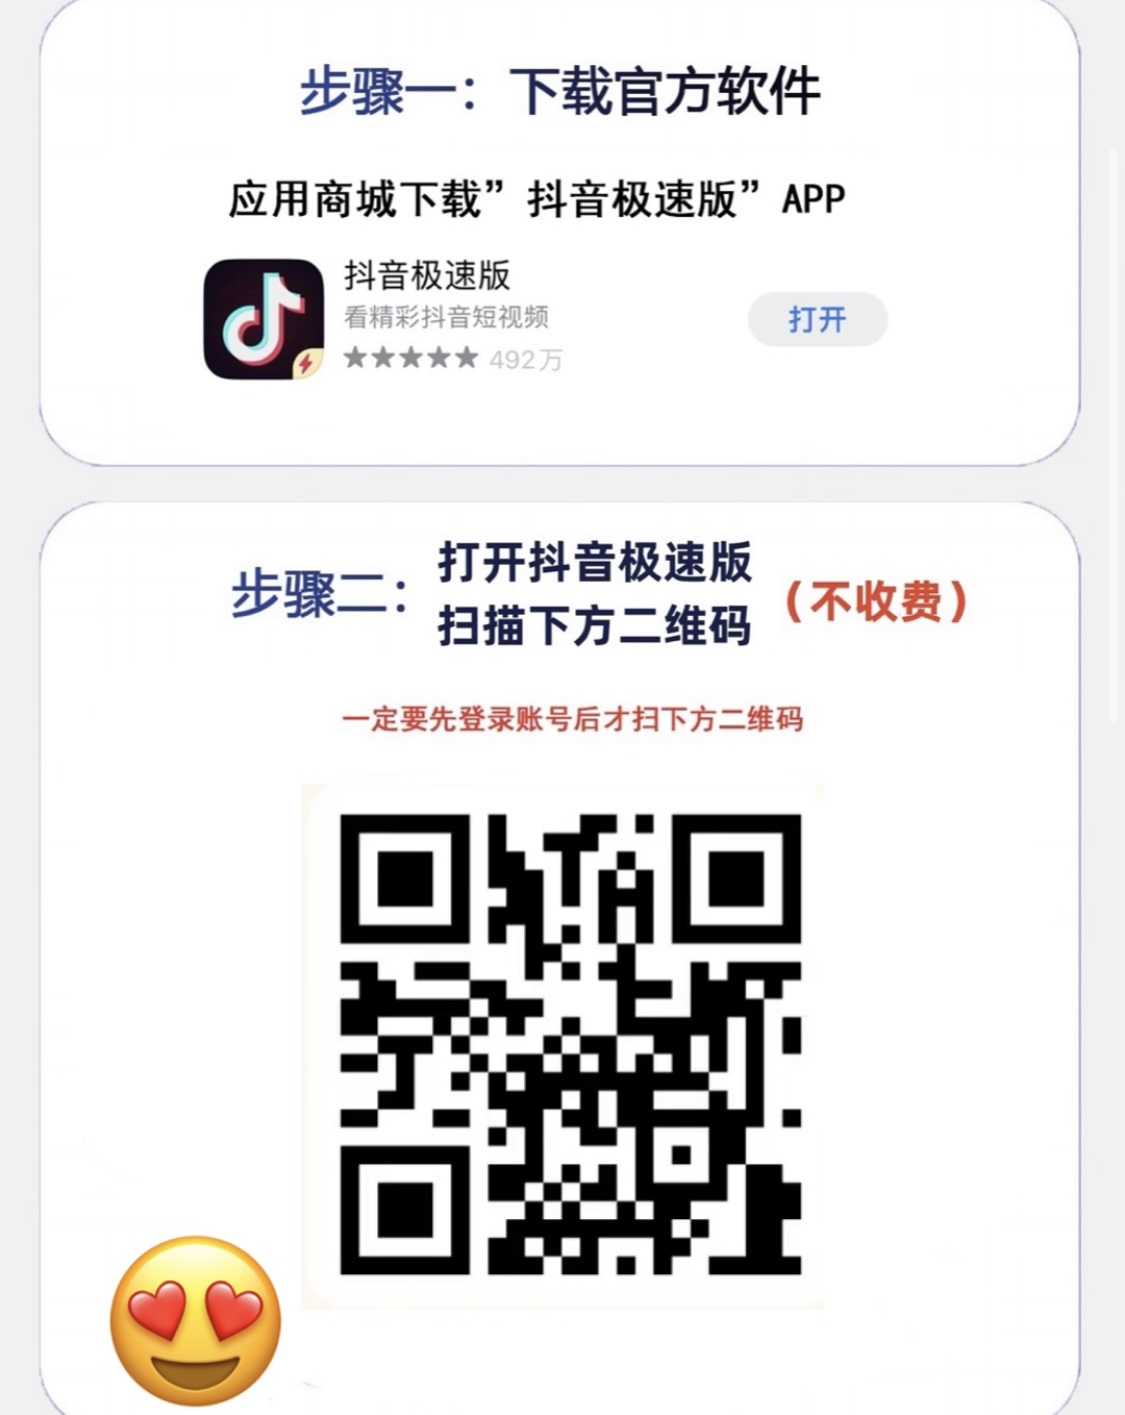 步骤一：下载官方软件
应用商城下载”抖音极速版”APP
抖音极速版
看精彩抖音短视频
打开
★★★★★ 492万
步骤二：
打开抖音极速版
扫描下方二维码
（不收费）
一定要先登录账号后才扫下方二维码